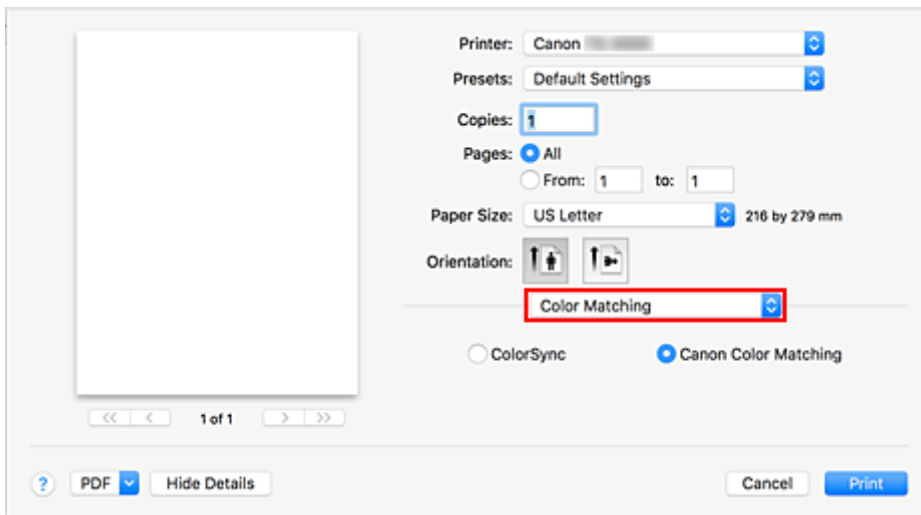 Printer: Canon
Presets: Default Settings
Copies: 1
Pages: All
From: 1 to: 1
Paper Size: US Letter 216 by 279 mm
Orientation:
Color Matching
ColorSync Canon Color Matching
<< < 1 of 1 > >>
? PDF Hide Details Cancel Print